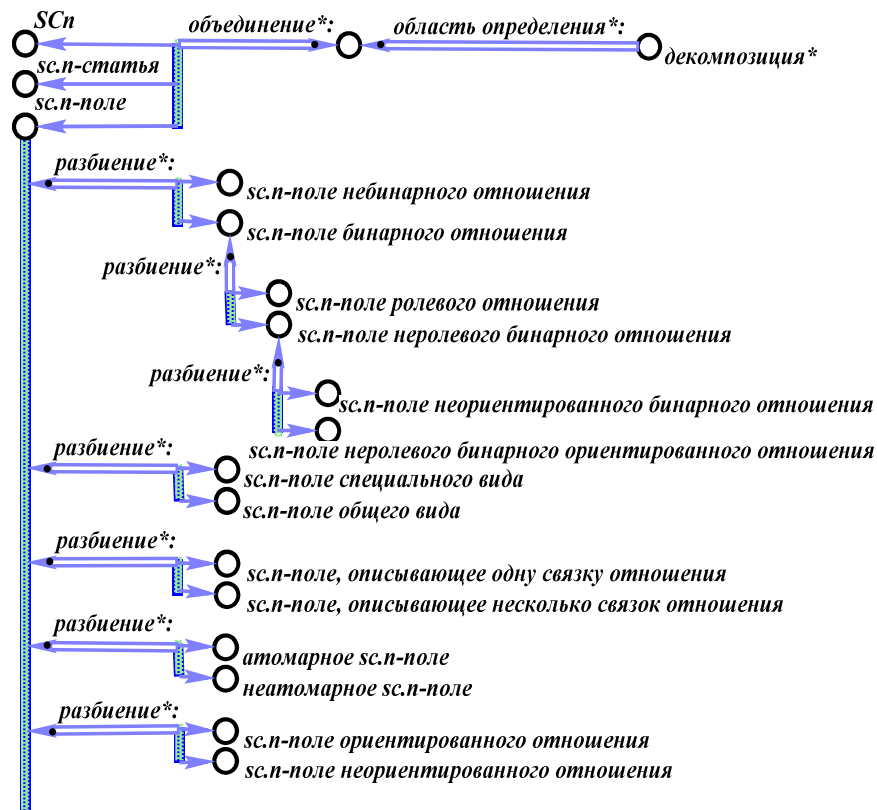 SCn
объединение*:
область определения*:
декомпозиция*
sc.n-статья
sc.n-поле
разбиение*:
sc.n-поле небинарного отношения
sc.n-поле бинарного отношения
разбиение*:
sc.n-поле ролевого отношения
sc.n-поле неролевого бинарного отношения
разбиение*:
sc.n-поле неориентированного бинарного отношения
sc.n-поле неролевого бинарного ориентированного отношения
разбиение*:
sc.n-поле специального вида
sc.n-поле общего вида
разбиение*:
sc.n-поле, описывающее одну связку отношения
sc.n-поле, описывающее несколько связок отношения
разбиение*:
атомарное sc.n-поле
неатомарное sc.n-поле
разбиение*:
sc.n-поле ориентированного отношения
sc.n-поле неориентированного отношения